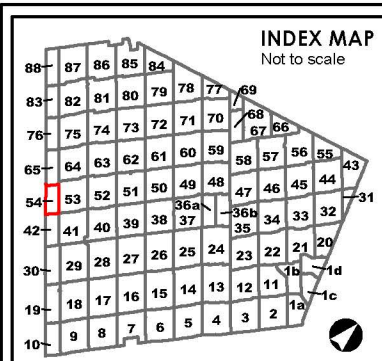 INDEX MAP
Not to scale
88 87 86 85 84
83 82 81 80 79 78 77 69
76 75 74 73 72 71 70 68 67 66
65 64 63 62 61 60 59 58 57 56 55 43
54 53 52 51 50 49 48 47 46 45 44 31
42 41 40 39 38 37 36a 36b 35 34 33 32
30 29 28 27 26 25 24 23 22 21 20
19 18 17 16 15 14 13 12 11 1b 1d
10 9 8 7 6 5 4 3 2 1a 1c